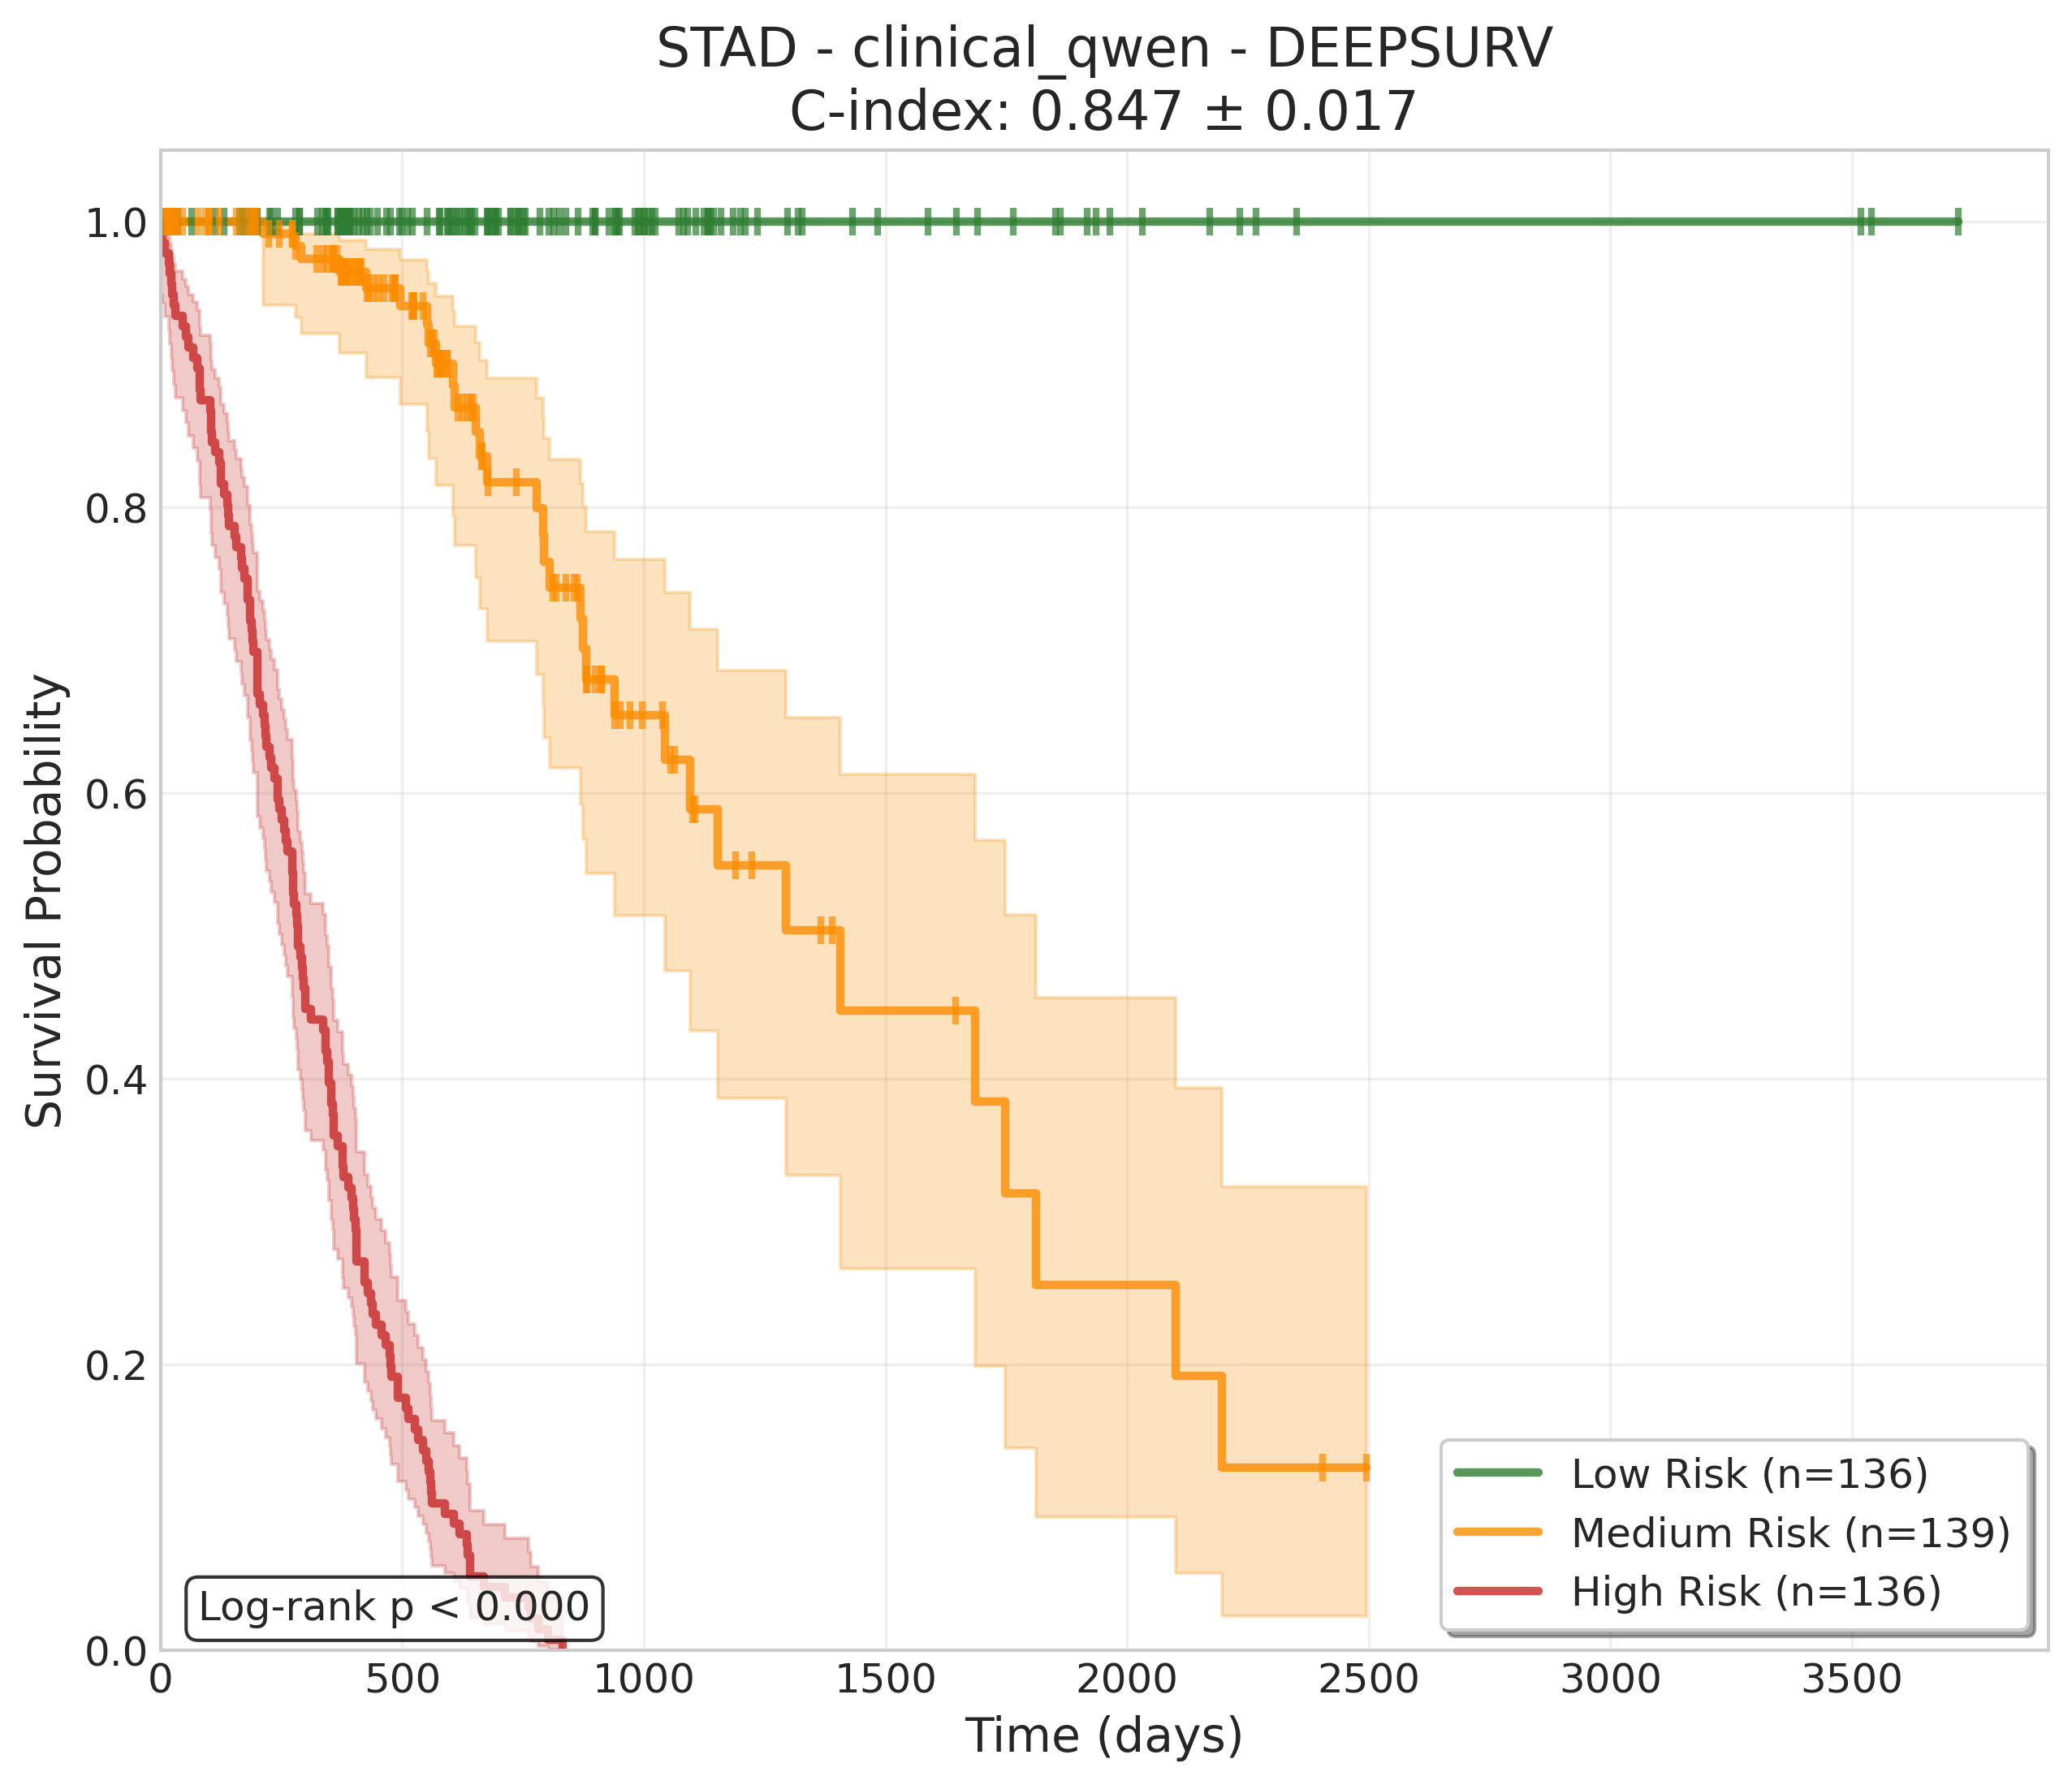 STAD - clinical_qwen - DEEPSURV
C-index: 0.847 ± 0.017
Survival Probability
1.0
0.8
0.6
0.4
0.2
0.0
Log-rank p < 0.000
Low Risk (n=136)
Medium Risk (n=139)
High Risk (n=136)
0
500
1000
1500
2000
2500
3000
3500
Time (days)